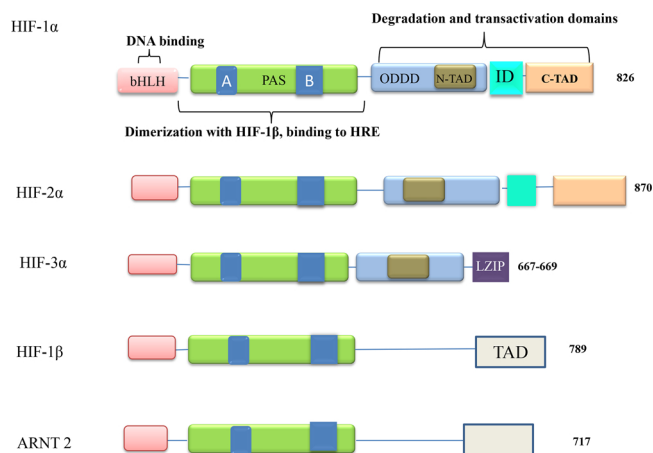 HIF-1α
Degradation and transactivation domains
DNA binding
bHLH
A
PAS
B
ODDD
N-TAD
ID
C-TAD
826
Dimerization with HIF-1β, binding to HRE
HIF-2α
870
HIF-3α
LZIP
667-669
HIF-1β
TAD
789
ARNT 2
717